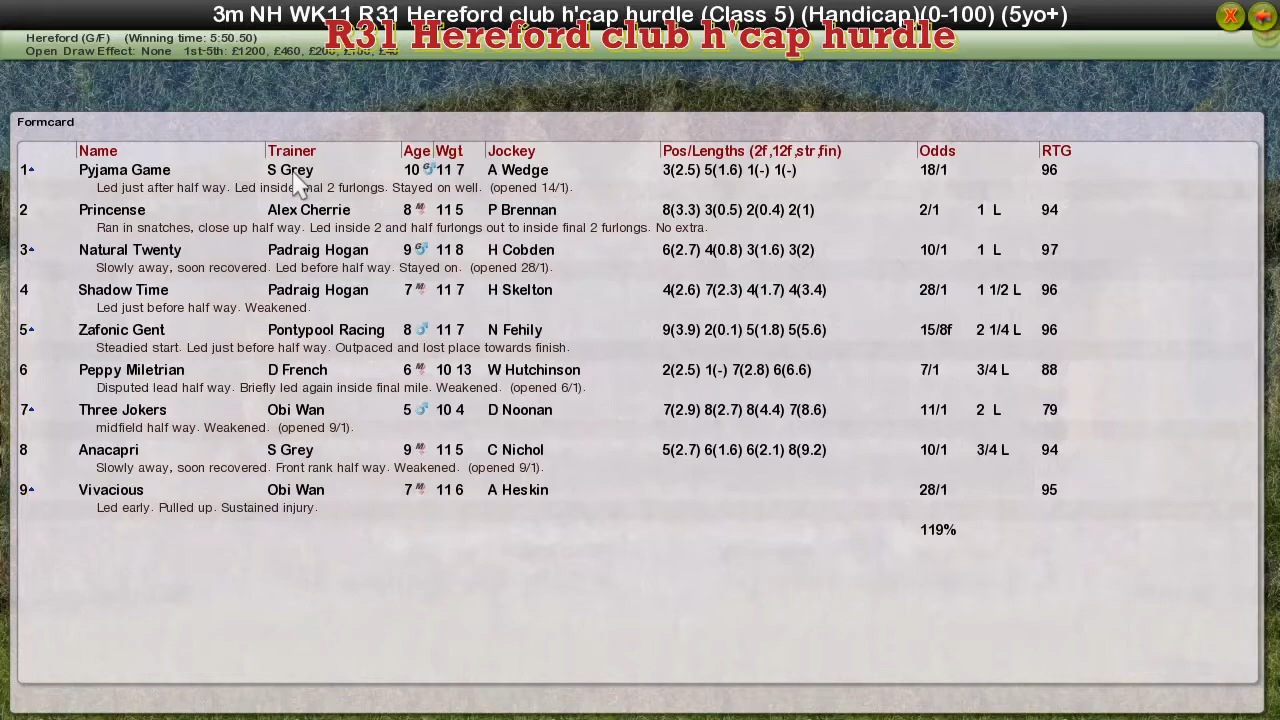 3m NH WK11 R31 Hereford club h'cap hurdle (Class 5) (Handicap)(0-100) (5yo+)
R31 Hereford club h'cap hurdle
Hereford (G/F) (Winning time: 5:50.50)
Open Draw Effect: None 1st-5th: £1200, £460,
Formcard
Name Trainer Age Wgt Jockey Pos/Lengths (2f,12f,str,fin) Odds RTG
1 Pyjama Game S Grey 10 11 7 A Wedge 3(2.5) 5(1.6) 1(-) 1(-) 18/1 96
Led just after half way. Led inside final 2 furlongs. Stayed on well. (opened 14/1).
2 Princense Alex Cherrie 8 11 5 P Brennan 8(3.3) 3(0.5) 2(0.4) 2(1) 2/1 1 L 94
Ran in snatches, close up half way. Led inside 2 and half furlongs out to inside final 2 furlongs. No extra.
3 Natural Twenty Padraig Hogan 9 11 8 H Cobden 6(2.7) 4(0.8) 3(1.6) 3(2) 10/1 1 L 97
Slowly away, soon recovered. Led before half way. Stayed on. (opened 28/1).
4 Shadow Time Padraig Hogan 7 11 7 H Skelton 4(2.6) 7(2.3) 4(1.7) 4(3.4) 28/1 1 1/2 L 96
Led just before half way. Weakened.
5 Zafonic Gent Pontypool Racing 8 11 7 N Fehily 9(3.9) 2(0.1) 5(1.8) 5(5.6) 15/8f 2 1/4 L 96
Steadied start. Led just before half way. Outpaced and lost place towards finish.
6 Peppy Miletrian D French 6 10 13 W Hutchinson 2(2.5) 1(-) 7(2.8) 6(6.6) 7/1 3/4 L 88
Disputed lead half way. Briefly led again inside final mile. Weakened. (opened 6/1).
7 Three Jokers Obi Wan 5 10 4 D Noonan 7(2.9) 8(2.7) 8(4.4) 7(8.6) 11/1 2 L 79
midfield half way. Weakened. (opened 9/1).
8 Anacapri S Grey 9 11 5 C Nichol 5(2.7) 6(1.6) 6(2.1) 8(9.2) 10/1 3/4 L 94
Slowly away, soon recovered. Front rank half way. Weakened. (opened 9/1).
9 Vivacious Obi Wan 7 11 6 A Heskin 28/1 95
Led early. Pulled up. Sustained injury.
119%